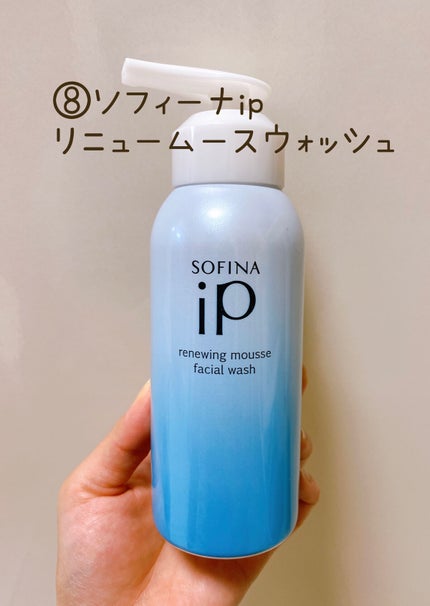 ⑧ソフィーナip
リニュームースウォッシュ
SOFINA
iP
renewing mousse
facial wash